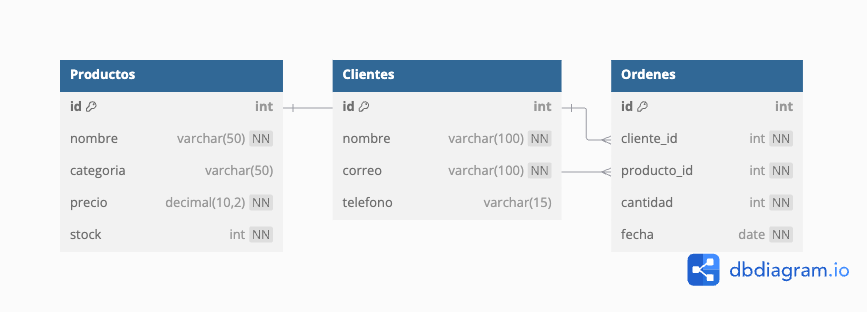 Productos
id int
nombre varchar(50) NN
categoria varchar(50)
precio decimal(10,2) NN
stock int NN
Clientes
id int
nombre varchar(100) NN
correo varchar(100) NN
telefono varchar(15)
Ordenes
id int
cliente_id int NN
producto_id int NN
cantidad int NN
fecha date NN
dbdiagram.io